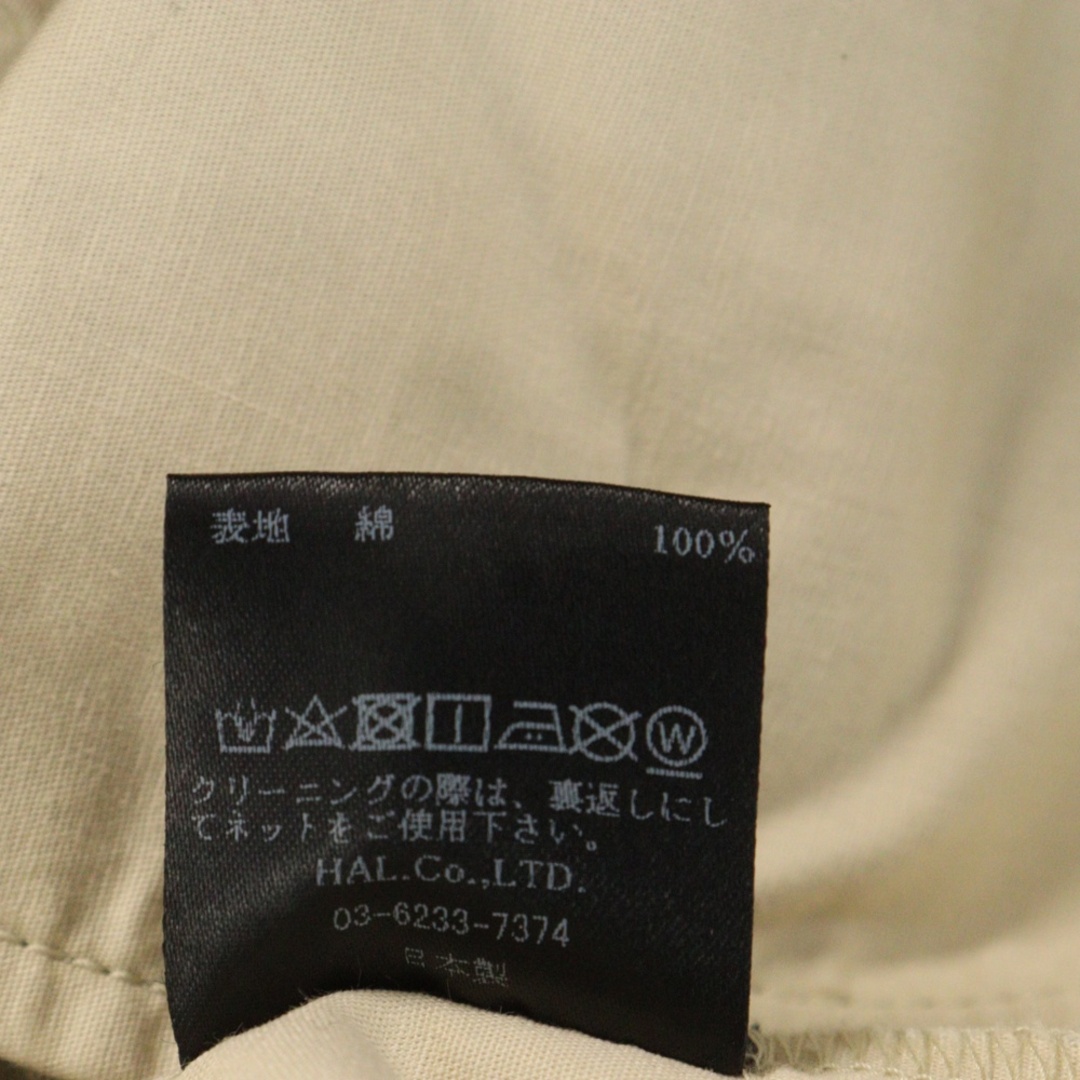 表地 綿 100%
W
クリーニングの際は、裏返しにし
てネットをご使用下さい。
HAL.Co.,LTD.
03-6233-7374
日本製